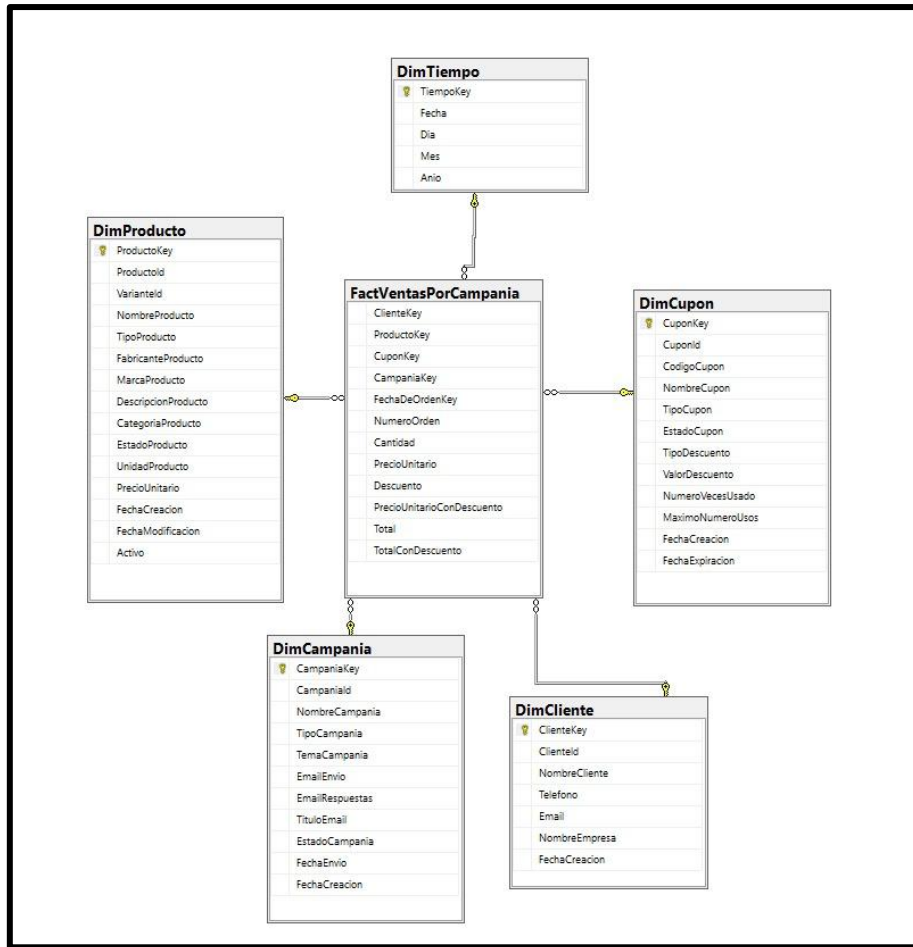 DimTiempo
TiempoKey
Fecha
Dia
Mes
Anio
DimProducto
ProductoKey
ProductoId
VarianteId
NombreProducto
TipoProducto
FabricanteProducto
MarcaProducto
DescripcionProducto
CategoriaProducto
EstadoProducto
UnidadProducto
PrecioUnitario
FechaCreacion
FechaModificacion
Activo
FactVentasPorCampania
ClienteKey
ProductoKey
CuponKey
CampaniaKey
FechaDeOrdenKey
NumeroOrden
Cantidad
PrecioUnitario
Descuento
PrecioUnitarioConDescuento
Total
TotalConDescuento
DimCupon
CuponKey
CuponId
CodigoCupon
NombreCupon
TipoCupon
EstadoCupon
TipoDescuento
ValorDescuento
NumeroVecesUsado
MaximoNumeroUsos
FechaCreacion
FechaExpiracion
DimCampania
CampaniaKey
CampaniaId
NombreCampania
TipoCampania
TemaCampania
EmailEnvio
EmailRespuestas
TituloEmail
EstadoCampania
FechaEnvio
FechaCreacion
DimCliente
ClienteKey
ClienteId
NombreCliente
Telefono
Email
NombreEmpresa
FechaCreacion